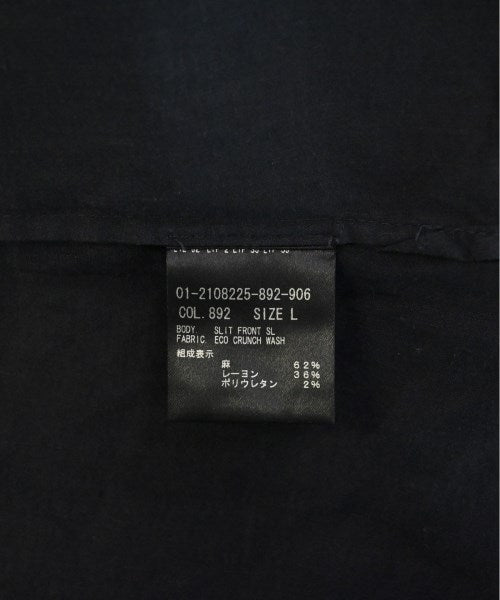 01-2108225-892-906
COL.892 SIZE L
BODY SLIT FRONT SL
FABRIC ECO CRUNCH WASH
組成表示
麻 62%
レーヨン 36%
ポリウレタン 2%